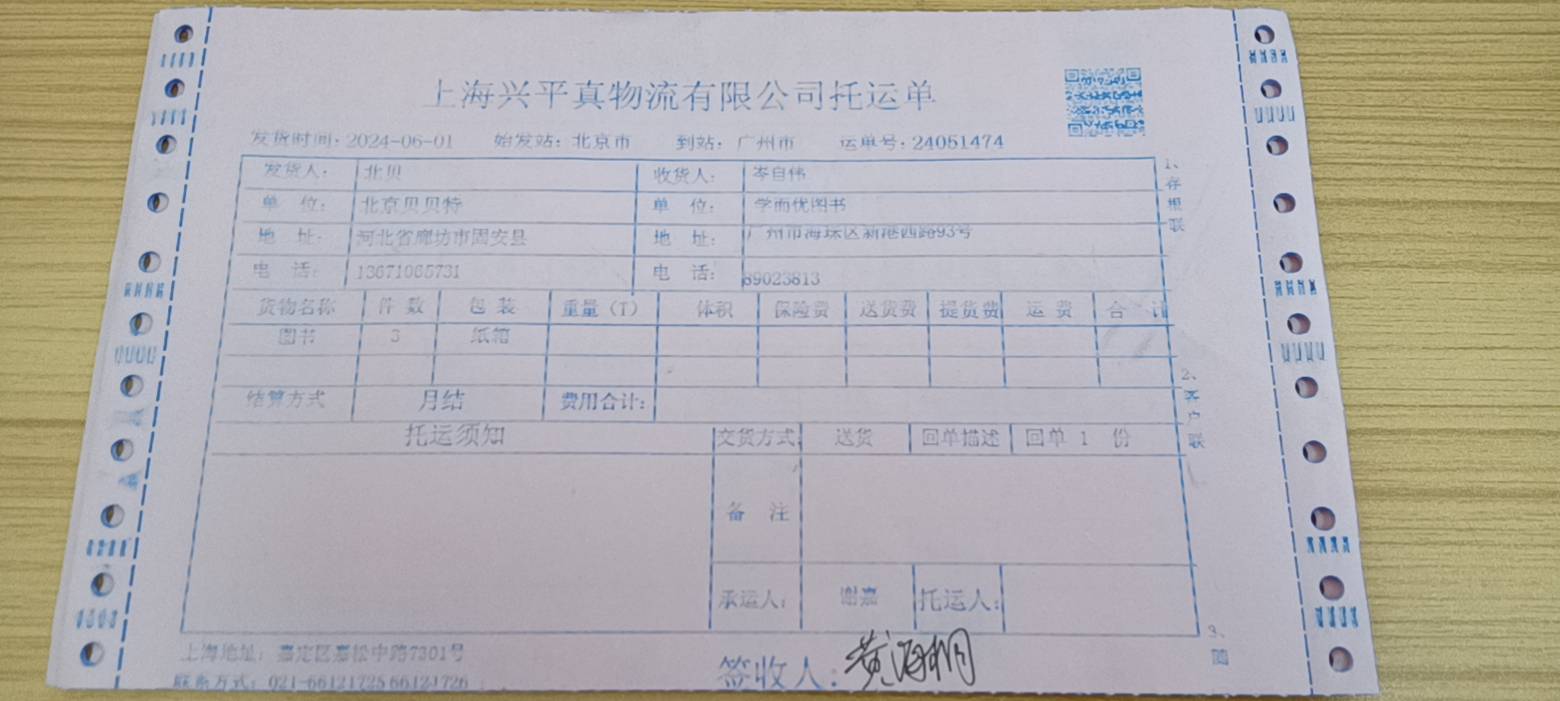 上海兴平真物流有限公司托运单
发货时间：2024-06-01 始发站：北京市 到站：广州市 运单号：24051474
发货人： 北贝 收货人： 岑自伟
单 位： 北京贝贝特 单 位： 学而优图书
地 址： 河北省廊坊市固安县 地 址： 广州市海珠区新港西路93号
电 话： 13671065731 电 话： 89023813
货物名称 件 数 包 装 重量（T） 体积 保险费 送货费 提货费 运 费 合 计
图书 3 纸箱
结算方式 月结 费用合计：
托运须知 交货方式 送货 回单描述 回单 1 份
备 注
承运人： 谢嘉 托运人：
上海地址：嘉定区嘉松中路7301号
联系方式：021-66121725 66121726
签收人：
1、存根联
2、客户联
3、